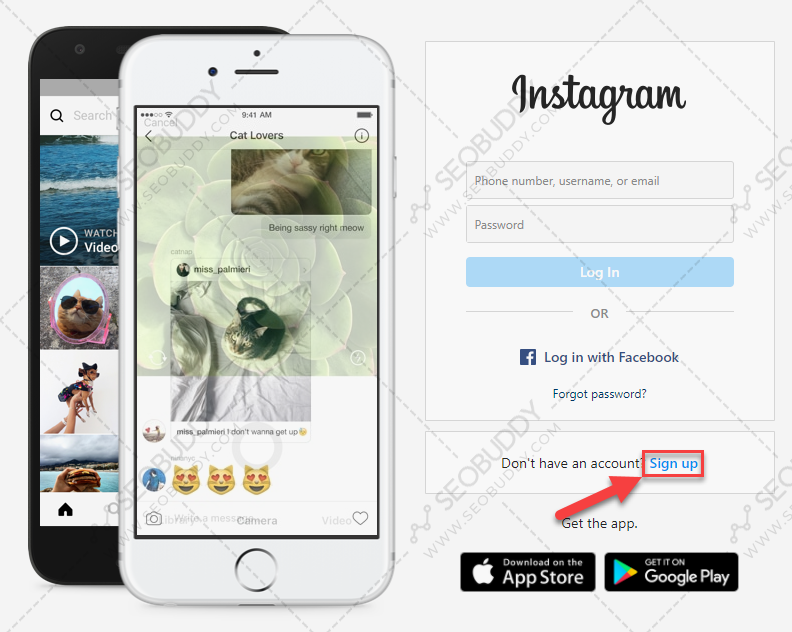 Search
WATCH
Video
9:41 AM
Cancel
Cat Lovers
Being sassy right meow
catnap
miss_palmieri
miss_palmieri I don't wanna get up
Library
Write a message
Camera
Video
Instagram
Phone number, username, or email
Password
Log In
OR
Log in with Facebook
Forgot password?
Don't have an account? Sign up
Get the app.
Download on the
App Store
GET IT ON
Google Play
SEOBUDDY
WWW.SEOBUDDY.COM